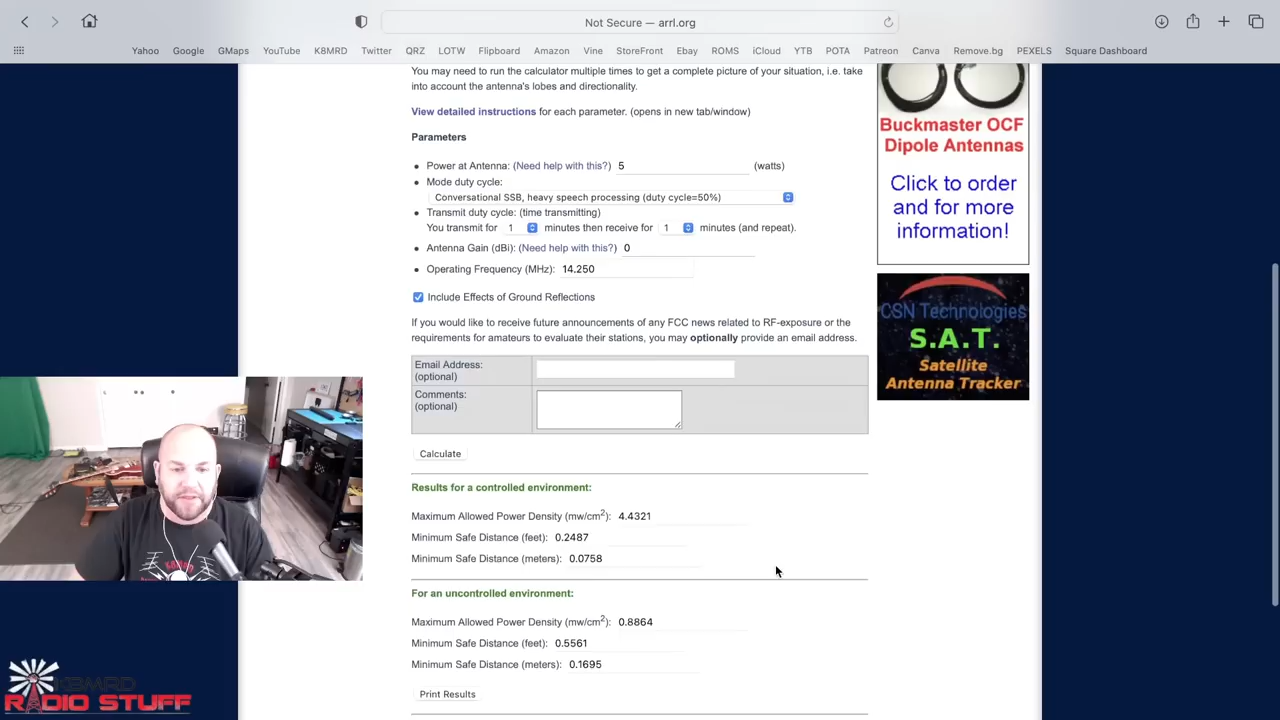 Not Secure — arrl.org
Yahoo Google GMaps YouTube K8MRD Twitter QRZ LOTW Flipboard Amazon Vine StoreFront Ebay ROMS iCloud YTB POTA Patreon Canva Remove.bg PEXELS Square Dashboard
You may need to run the calculator multiple times to get a complete picture of your situation, i.e. take
into account the antenna's lobes and directionality.
View detailed instructions for each parameter. (opens in new tab/window)
Parameters
Power at Antenna: (Need help with this?) 5 (watts)
Mode duty cycle:
Conversational SSB, heavy speech processing (duty cycle=50%)
Transmit duty cycle: (time transmitting)
You transmit for 1 minutes then receive for 1 minutes (and repeat).
Antenna Gain (dBi): (Need help with this?) 0
Operating Frequency (MHz): 14.250
Include Effects of Ground Reflections
If you would like to receive future announcements of any FCC news related to RF-exposure or the
requirements for amateurs to evaluate their stations, you may optionally provide an email address.
Email Address:
(optional)
Comments:
(optional)
Calculate
Results for a controlled environment:
Maximum Allowed Power Density (mw/cm2): 4.4321
Minimum Safe Distance (feet): 0.2487
Minimum Safe Distance (meters): 0.0758
For an uncontrolled environment:
Maximum Allowed Power Density (mw/cm2): 0.8864
Minimum Safe Distance (feet): 0.5561
Minimum Safe Distance (meters): 0.1695
Print Results
Buckmaster OCF
Dipole Antennas
Click to order
and for more
information!
CSN Technologies
S.A.T.
Satellite
Antenna Tracker
K8MRD
RADIO STUFF